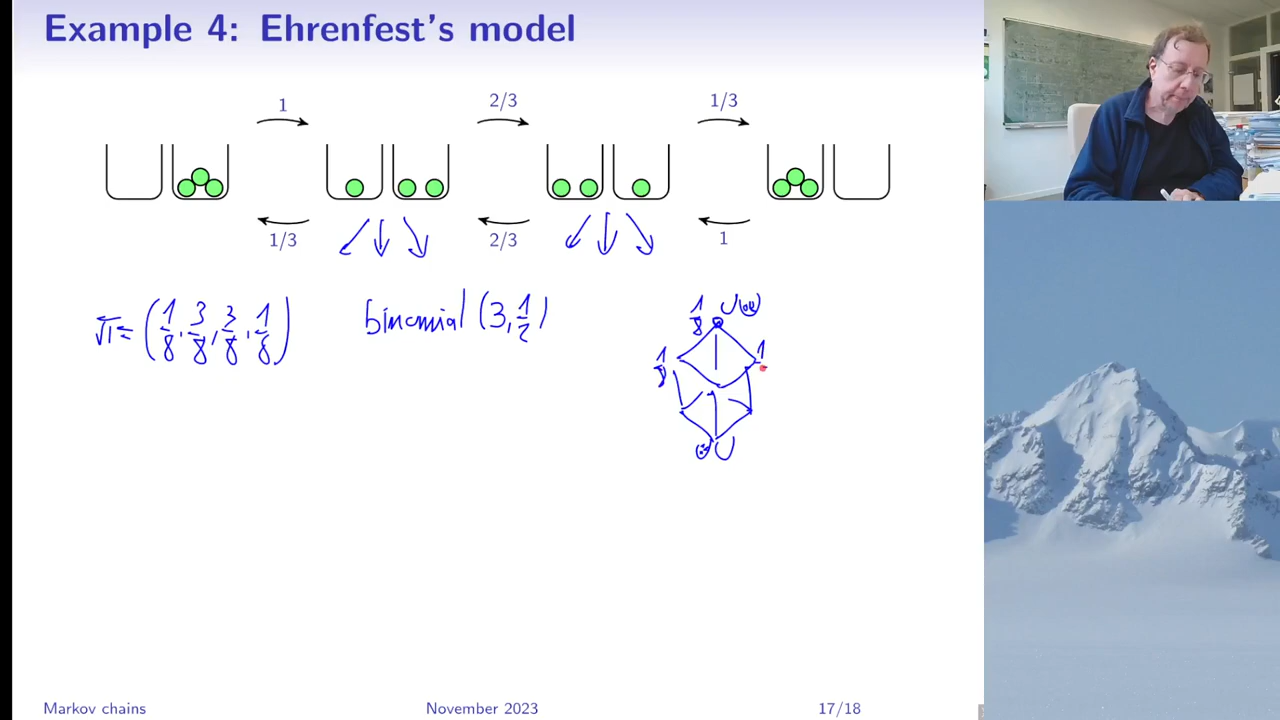 Example 4: Ehrenfest's model
1 2/3 1/3
1/3 2/3 1
π = (1/8, 3/8, 3/8, 1/8) binomial (3, 1/2)
1/8
1/8 1
Markov chains November 2023 17/18